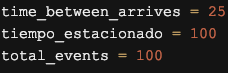 time_between_arrives = 25
tiempo_estacionado = 100
total_events = 100